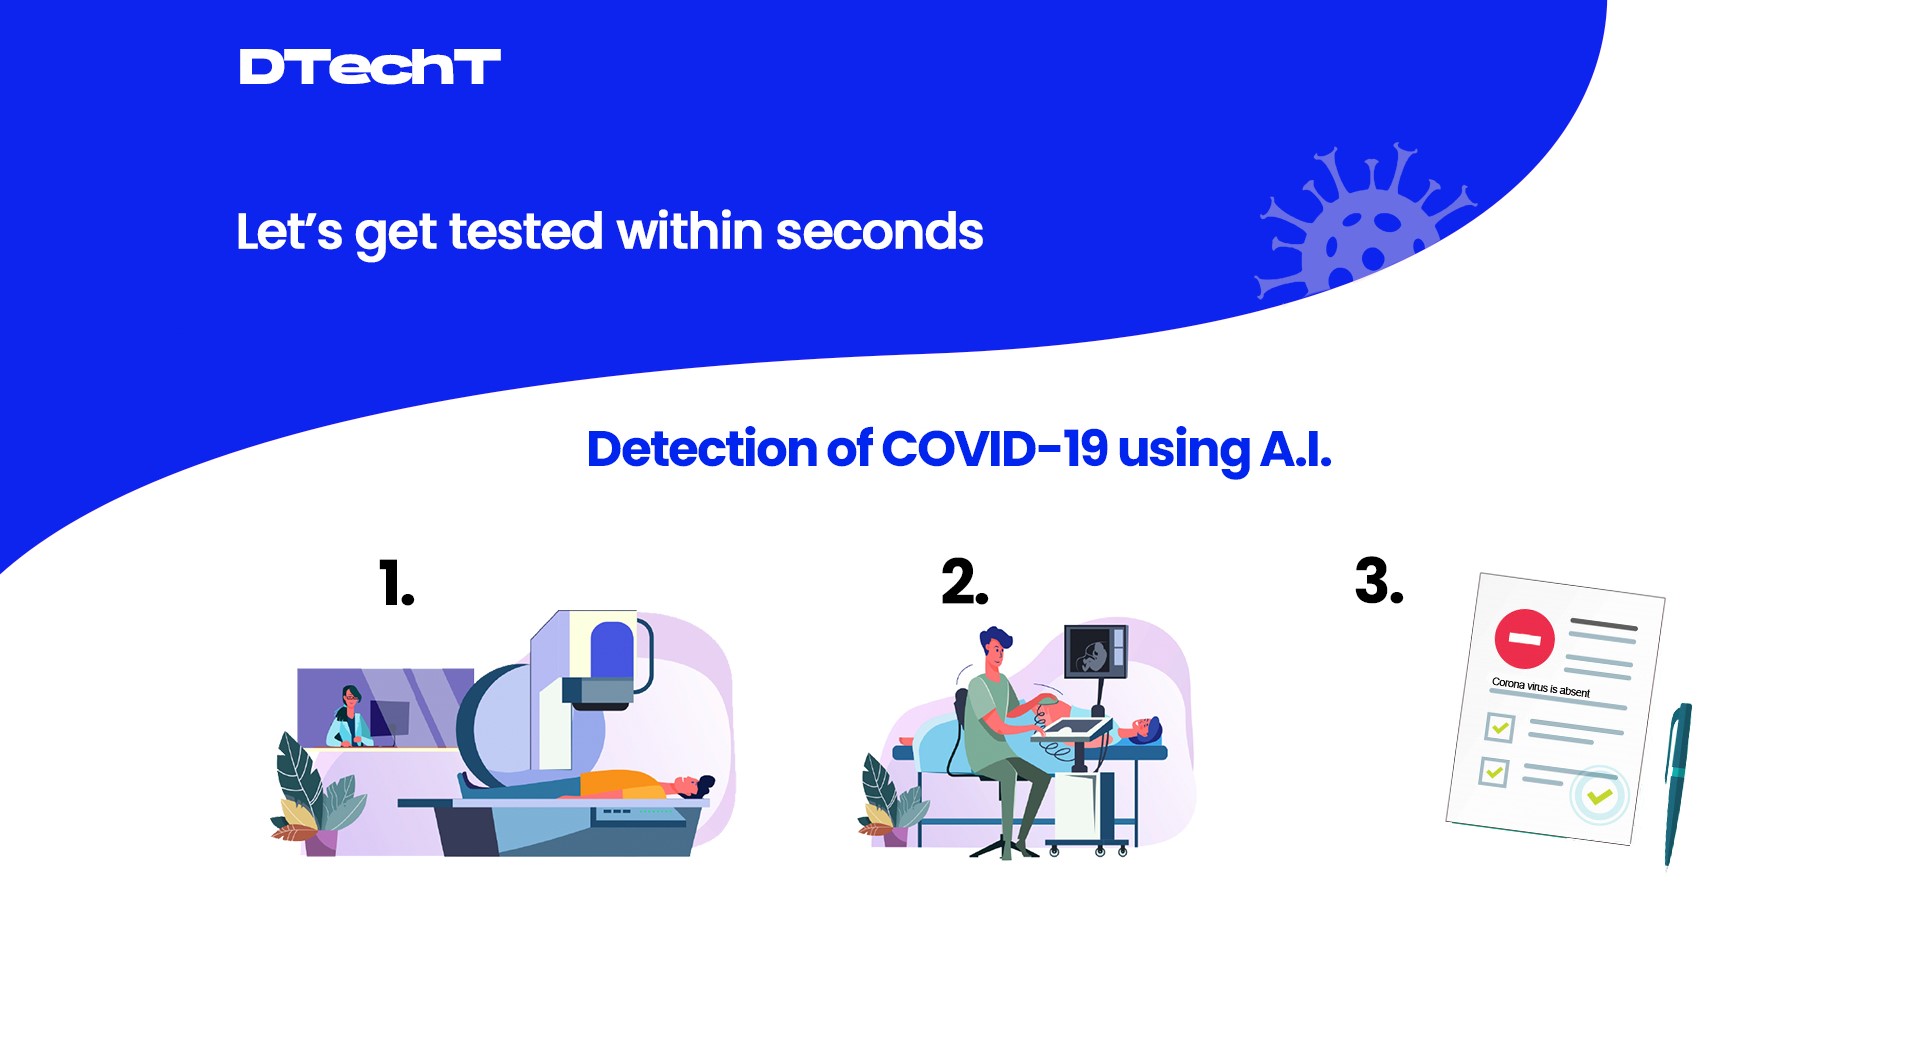 DTechT
Let's get tested within seconds
Detection of COVID-19 using A.I.
1.
2.
3.
Corona virus is absent